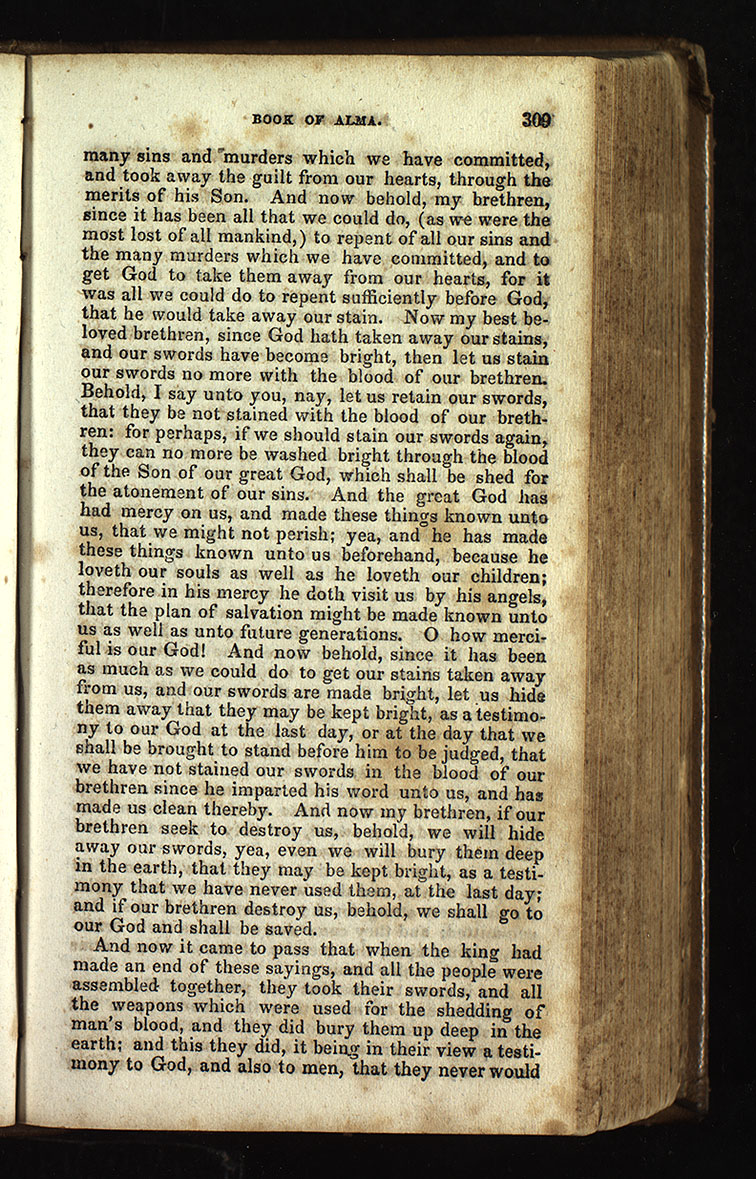 BOOK OF ALMA. 309
many sins and murders which we have committed,
and took away the guilt from our hearts, through the
merits of his Son. And now behold, my brethren,
since it has been all that we could do, (as we were the
most lost of all mankind,) to repent of all our sins and
the many murders which we have committed, and to
get God to take them away from our hearts, for it
was all we could do to repent sufficiently before God,
that he would take away our stain. Now my best be-
loved brethren, since God hath taken away our stains,
and our swords have become bright, then let us stain
our swords no more with the blood of our brethren.
Behold, I say unto you, nay, let us retain our swords,
that they be not stained with the blood of our breth-
ren: for perhaps, if we should stain our swords again,
they can no more be washed bright through the blood
of the Son of our great God, which shall be shed for
the atonement of our sins. And the great God has
had mercy on us, and made these things known unto
us, that we might not perish; yea, and he has made
these things known unto us beforehand, because he
loveth our souls as well as he loveth our children;
therefore in his mercy he doth visit us by his angels,
that the plan of salvation might be made known unto
us as well as unto future generations. O how merci-
ful is our God! And now behold, since it has been
as much as we could do to get our stains taken away
from us, and our swords are made bright, let us hide
them away that they may be kept bright, as a testimo-
ny to our God at the last day, or at the day that we
shall be brought to stand before him to be judged, that
we have not stained our swords in the blood of our
brethren since he imparted his word unto us, and has
made us clean thereby. And now my brethren, if our
brethren seek to destroy us, behold, we will hide
away our swords, yea, even we will bury them deep
in the earth, that they may be kept bright, as a testi-
mony that we have never used them, at the last day;
and if our brethren destroy us, behold, we shall go to
our God and shall be saved.
And now it came to pass that when the king had
made an end of these sayings, and all the people were
assembled together, they took their swords, and all
the weapons which were used for the shedding of
man's blood, and they did bury them up deep in the
earth; and this they did, it being in their view a testi-
mony to God, and also to men, that they never would